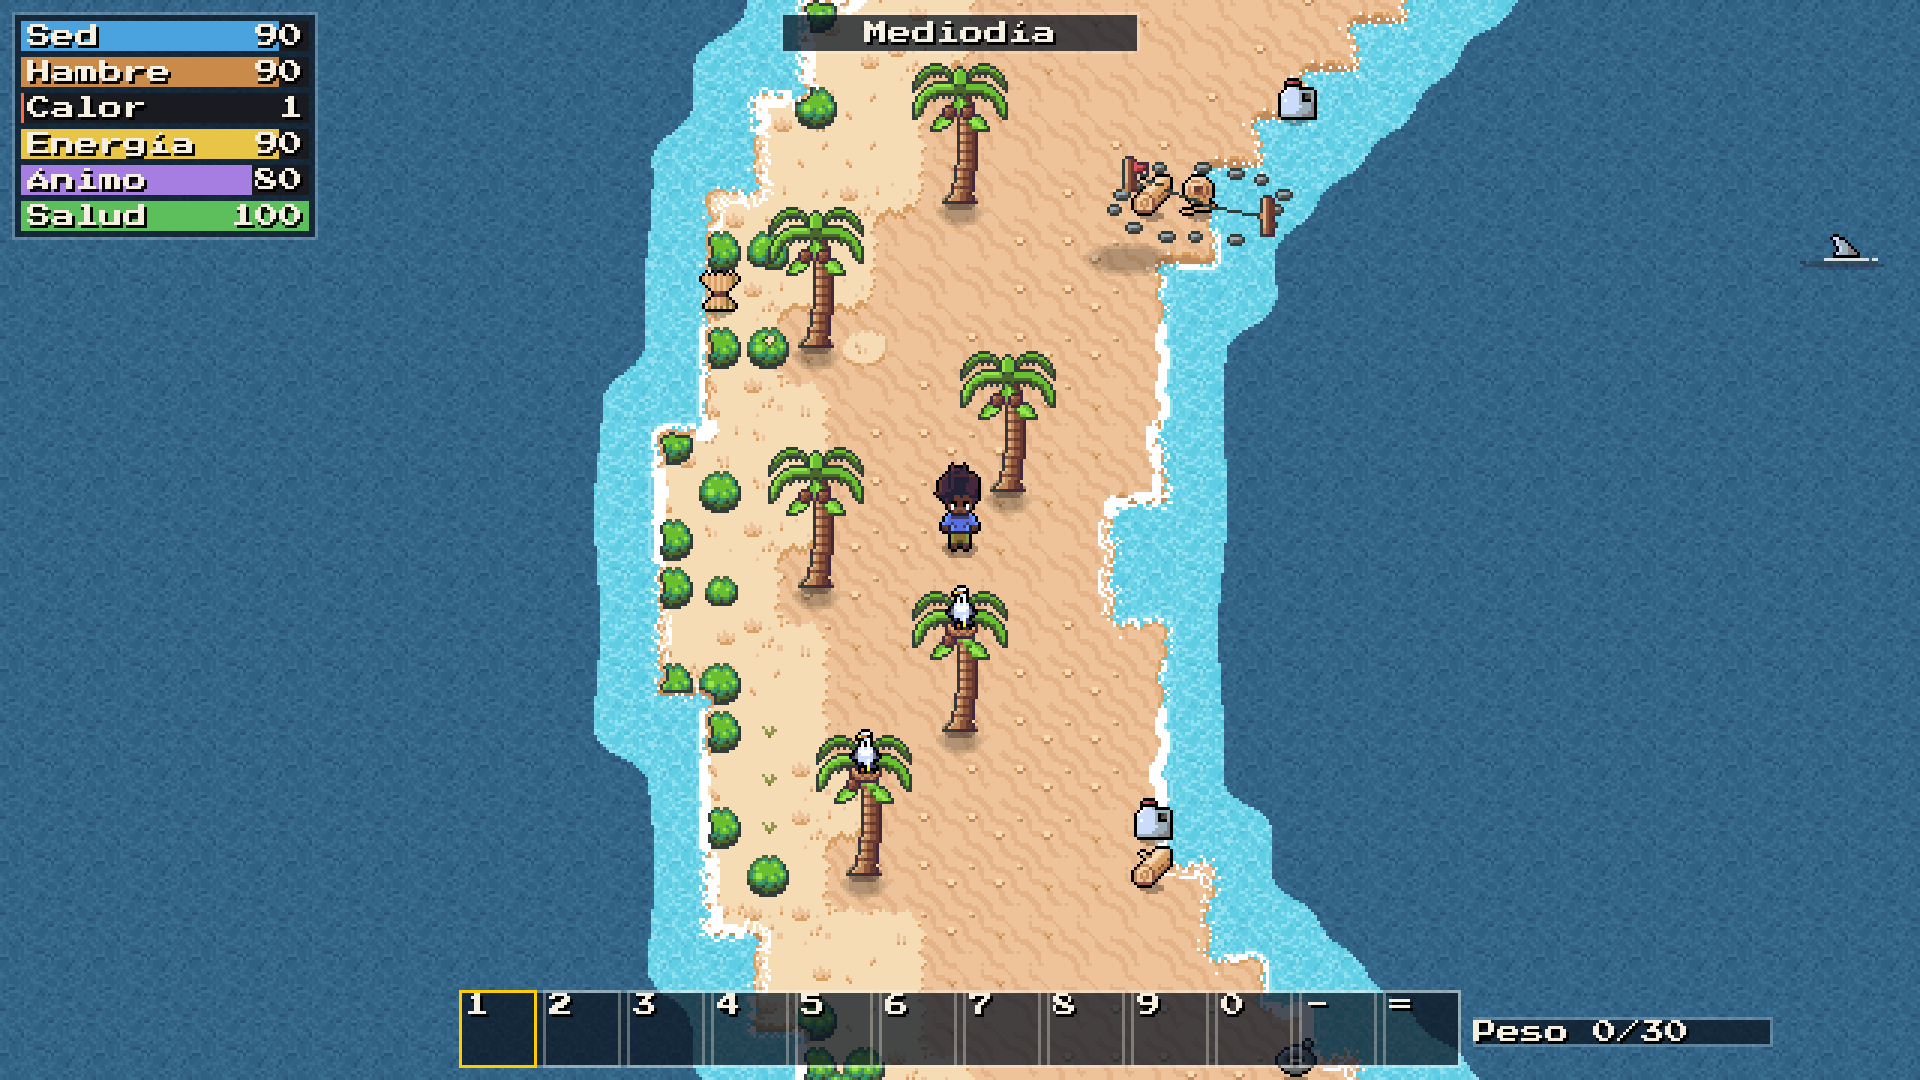 Mediodía
Sed 90
Hambre 90
Calor 1
Energía 90
Ánimo 80
Salud 100
1 2 3 4 5 6 7 8 9 0 - =
Peso 0/30